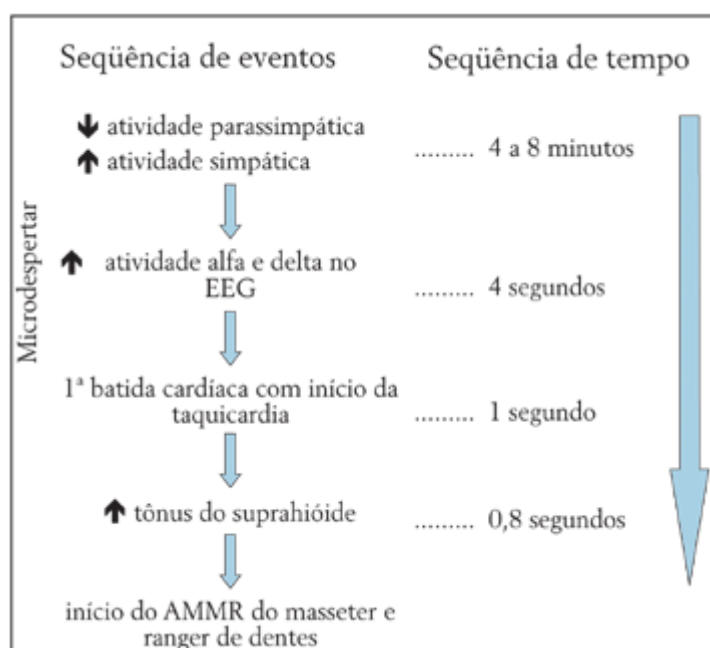 Seqüência de eventos
Seqüência de tempo
🡇 atividade parassimpática
🡅 atividade simpática
......... 4 a 8 minutos
Microdespertar
🡅 atividade alfa e delta no
EEG
......... 4 segundos
1ª batida cardíaca com início da
taquicardia
......... 1 segundo
🡅 tônus do suprahióide
......... 0,8 segundos
início do AMMR do masseter e
ranger de dentes